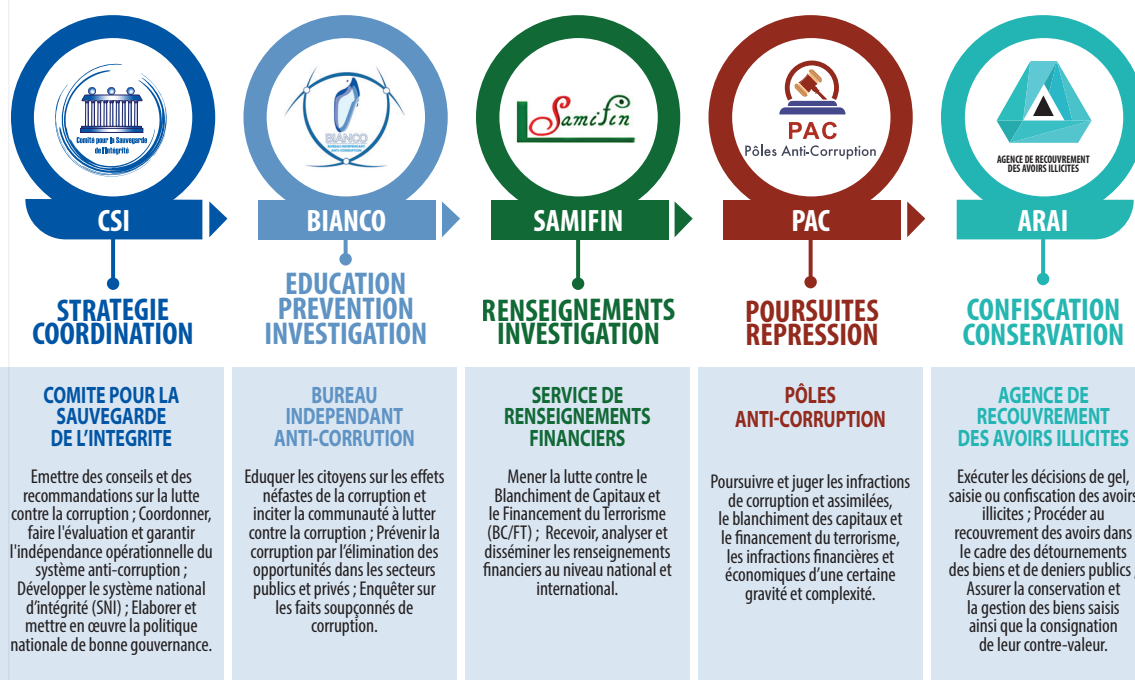 Comité pour la Sauvegarde
de l'Intégrité
CSI
STRATEGIE
COORDINATION
COMITE POUR LA
SAUVEGARDE
DE L'INTEGRITE
Emettre des conseils et des
recommandations sur la lutte
contre la corruption ; Coordonner,
faire l'évaluation et garantir
l'indépendance opérationnelle du
système anti-corruption ;
Développer le système national
d'intégrité (SNI) ; Elaborer et
mettre en œuvre la politique
nationale de bonne gouvernance.
BIANCO
BUREAU INDEPENDANT
ANTI-CORRUPTION
BIANCO
EDUCATION
PREVENTION
INVESTIGATION
BUREAU
INDEPENDANT
ANTI-CORRUTION
Eduquer les citoyens sur les effets
néfastes de la corruption et
inciter la communauté à lutter
contre la corruption ; Prévenir la
corruption par l'élimination des
opportunités dans les secteurs
publics et privés ; Enquêter sur
les faits soupçonnés de
corruption.
Samifin
SAMIFIN
RENSEIGNEMENTS
INVESTIGATION
SERVICE DE
RENSEIGNEMENTS
FINANCIERS
Mener la lutte contre le
Blanchiment de Capitaux et
le Financement du Terrorisme
(BC/FT) ; Recevoir, analyser et
disséminer les renseignements
financiers au niveau national et
international.
PAC
Pôles Anti-Corruption
PAC
POURSUITES
REPRESSION
PÔLES
ANTI-CORRUPTION
Poursuivre et juger les infractions
de corruption et assimilées,
le blanchiment des capitaux et
le financement du terrorisme,
les infractions financières et
économiques d'une certaine
gravité et complexité.
AGENCE DE RECOUVREMENT
DES AVOIRS ILLICITES
ARAI
CONFISCATION
CONSERVATION
AGENCE DE
RECOUVREMENT
DES AVOIRS ILLICITES
Exécuter les décisions de gel,
saisie ou confiscation des avoirs
illicites ; Procéder au
recouvrement des avoirs dans
le cadre des détournements
des biens et de deniers publics ;
Assurer la conservation et
la gestion des biens saisis
ainsi que la consignation
de leur contre-valeur.